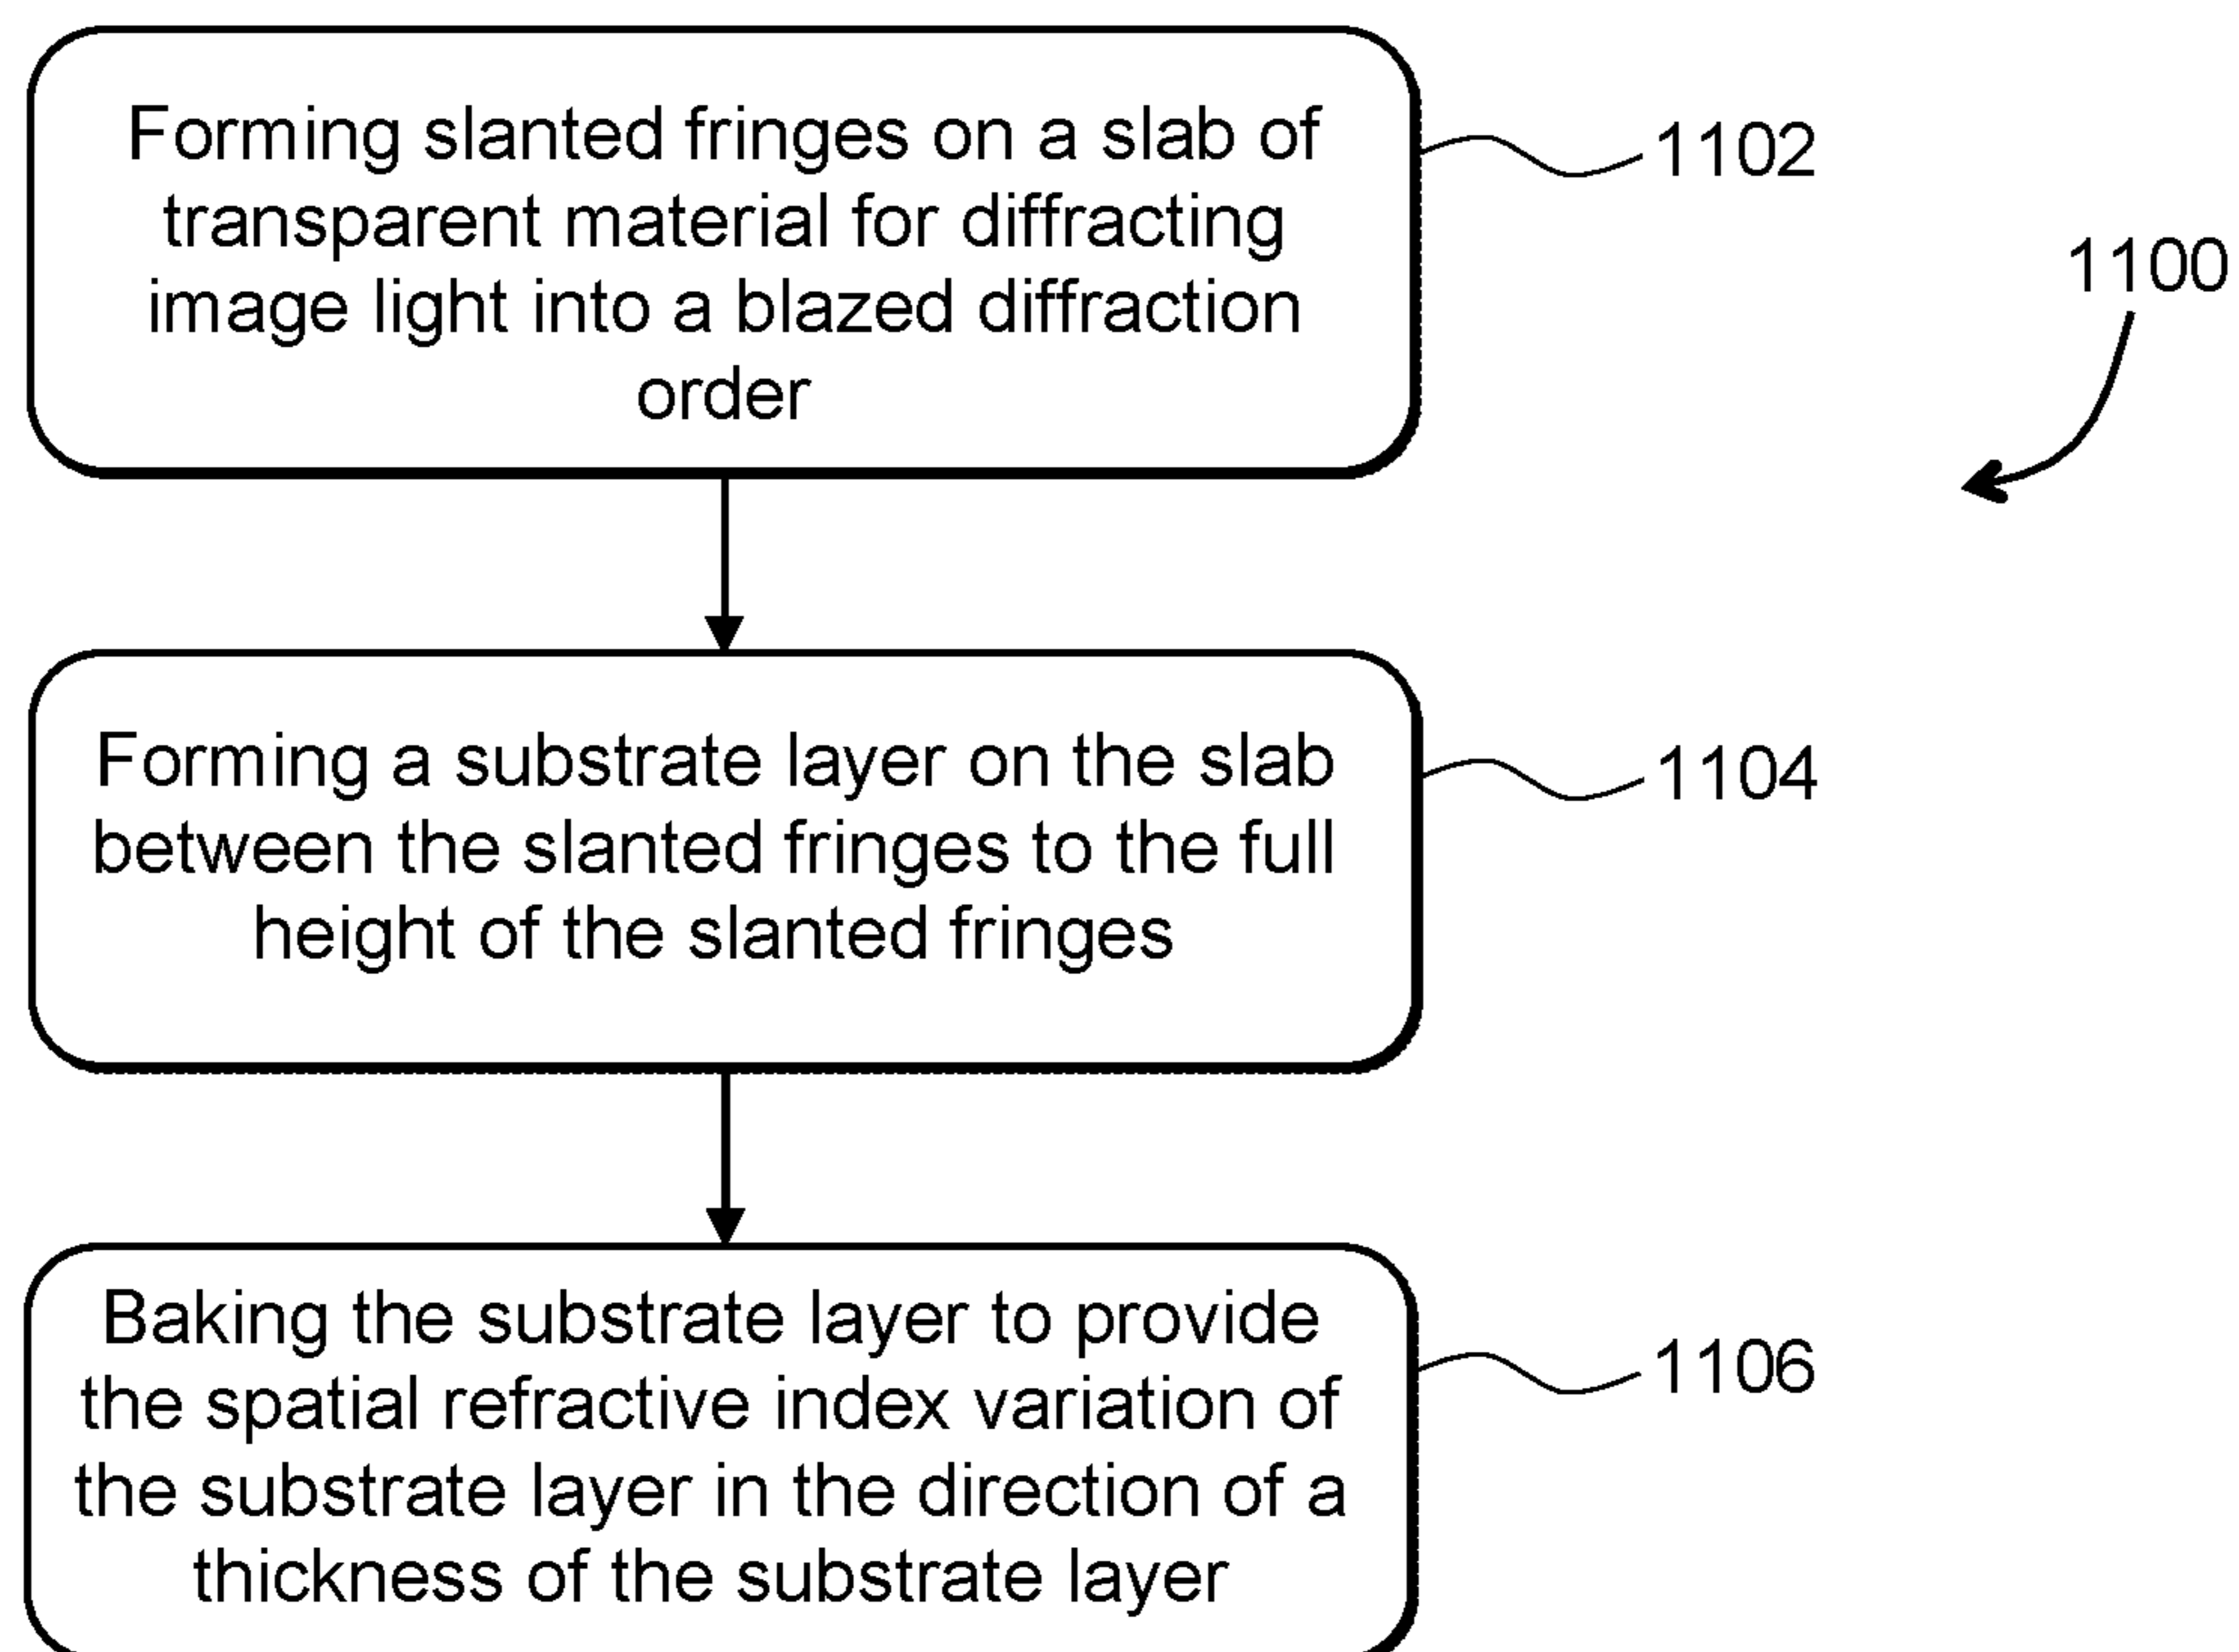 Forming slanted fringes on a slab of
transparent material for diffracting
image light into a blazed diffraction
order
1102
1100
Forming a substrate layer on the slab
between the slanted fringes to the full
height of the slanted fringes
1104
Baking the substrate layer to provide
the spatial refractive index variation of
the substrate layer in the direction of a
thickness of the substrate layer
1106